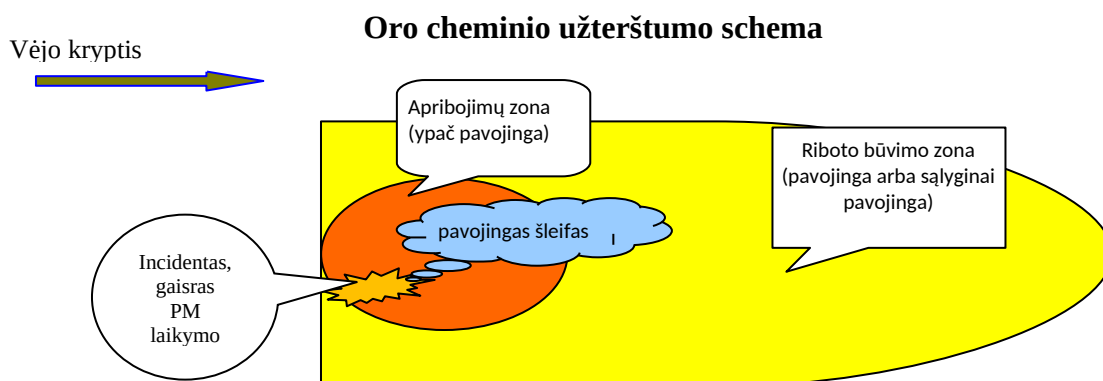 Oro cheminio užterštumo schema
Vėjo kryptis
Apribojimų zona
(ypač pavojinga)
Riboto būvimo zona
(pavojinga arba sąlyginai
pavojinga)
pavojingas šleifas
Incidentas,
gaisras
PM
laikymo